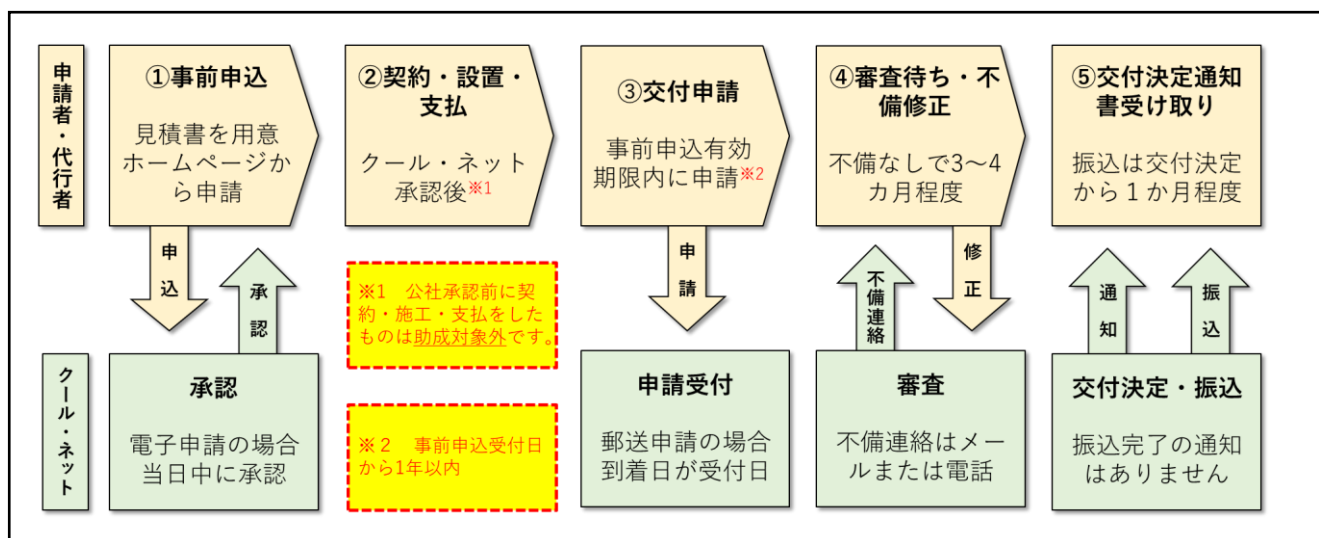 申請者・代行者
①事前申込
見積書を用意
ホームページか
ら申請
②契約・設置・
支払
クール・ネット
承認後※1
③交付申請
事前申込有効
期限内に申請※2
④審査待ち・不
備修正
不備なしで3～4
カ月程度
⑤交付決定通知
書受け取り
振込は交付決定
から１か月程度
申込
承認
※1　公社承認前に契
約・施工・支払をした
ものは助成対象外です。
※２　事前申込受付日
から1年以内
申請
不備連絡
修正
通知
振込
クール・ネット
承認
電子申請の場合
当日中に承認
申請受付
郵送申請の場合
到着日が受付日
審査
不備連絡はメー
ルまたは電話
交付決定・振込
振込完了の通知
はありません